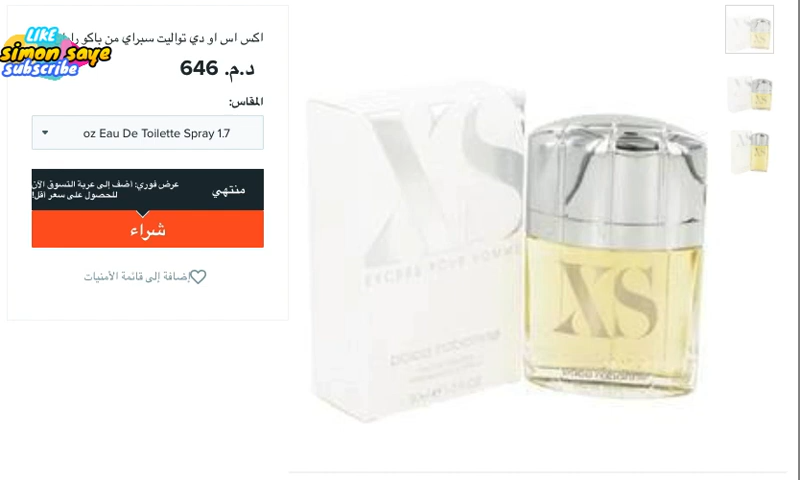 LIKE
simon saye
subscribe
اكس اس او دي تواليت سبراي من باكو
د.م. 646
المقاس:
oz Eau De Toilette Spray 1.7
منتهي
عرض فوري: أضف إلى عربة التسوق الآن
للحصول على سعر أقل!
شراء
إضافة إلى قائمة الأمنيات
XS
EXCESS POUR HOMME
paco rabanne
XS
paco rabanne